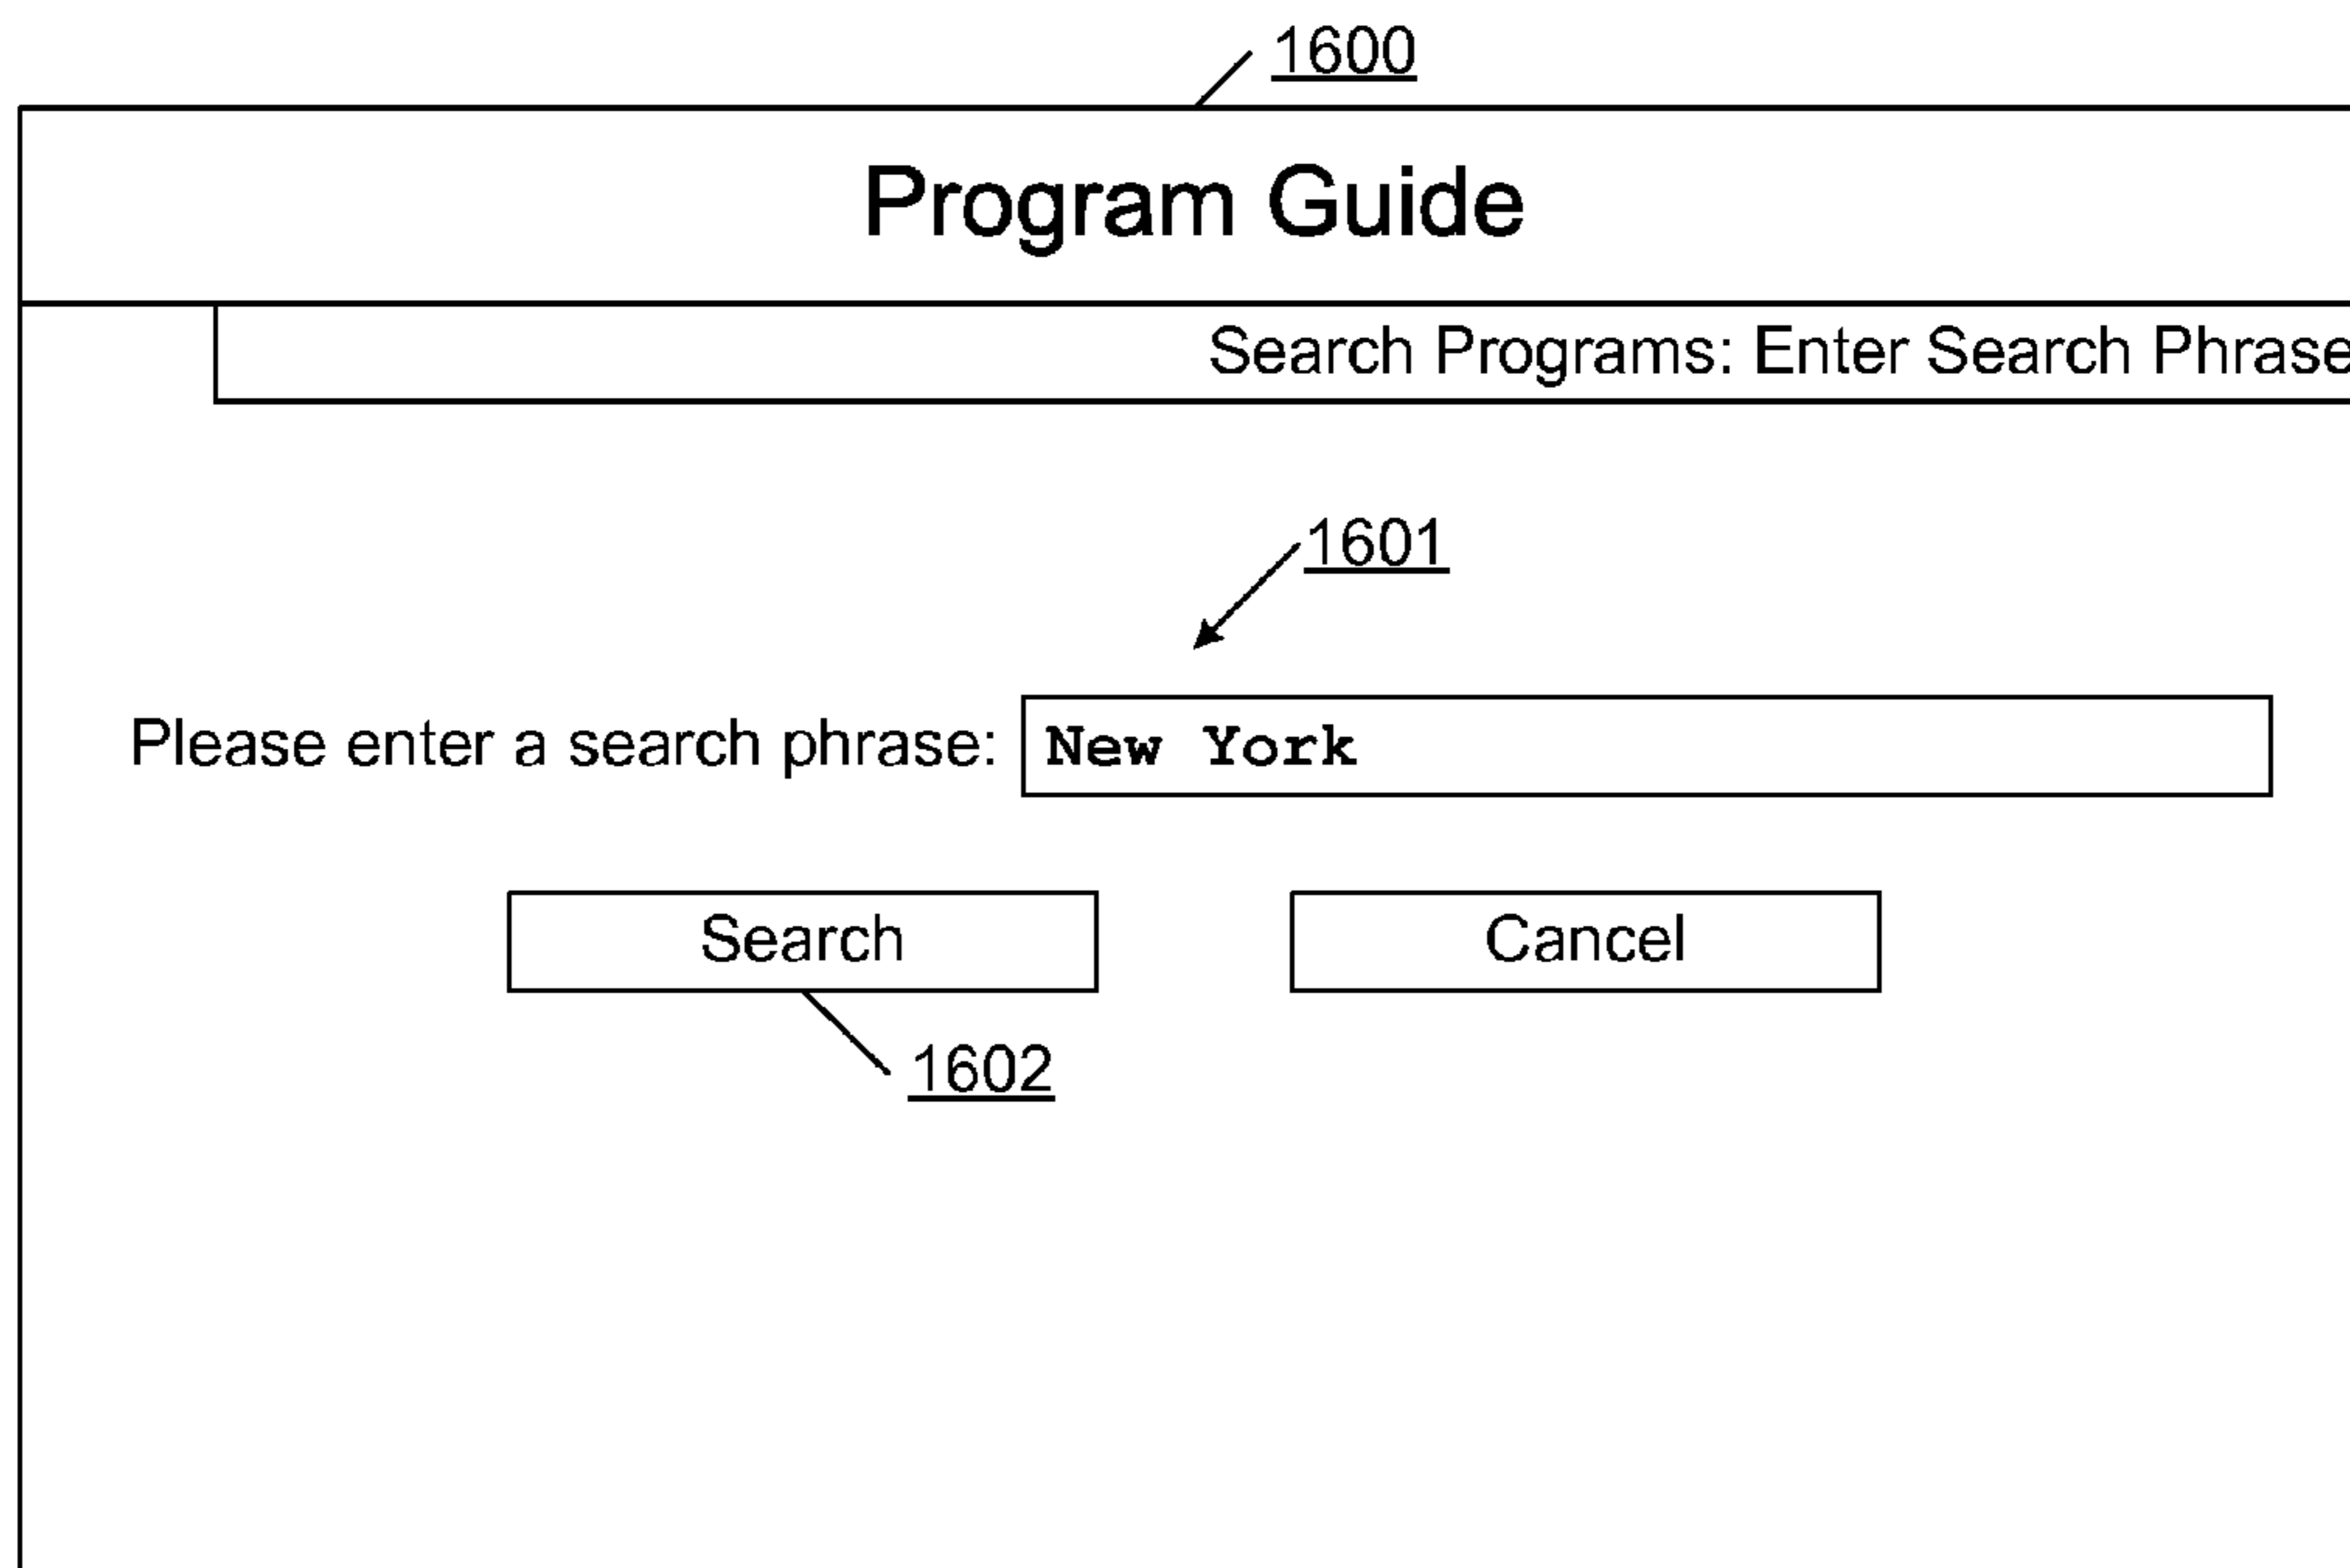 1600
Program Guide
Search Programs: Enter Search Phrase
1601
Please enter a search phrase: New York
Search Cancel
1602